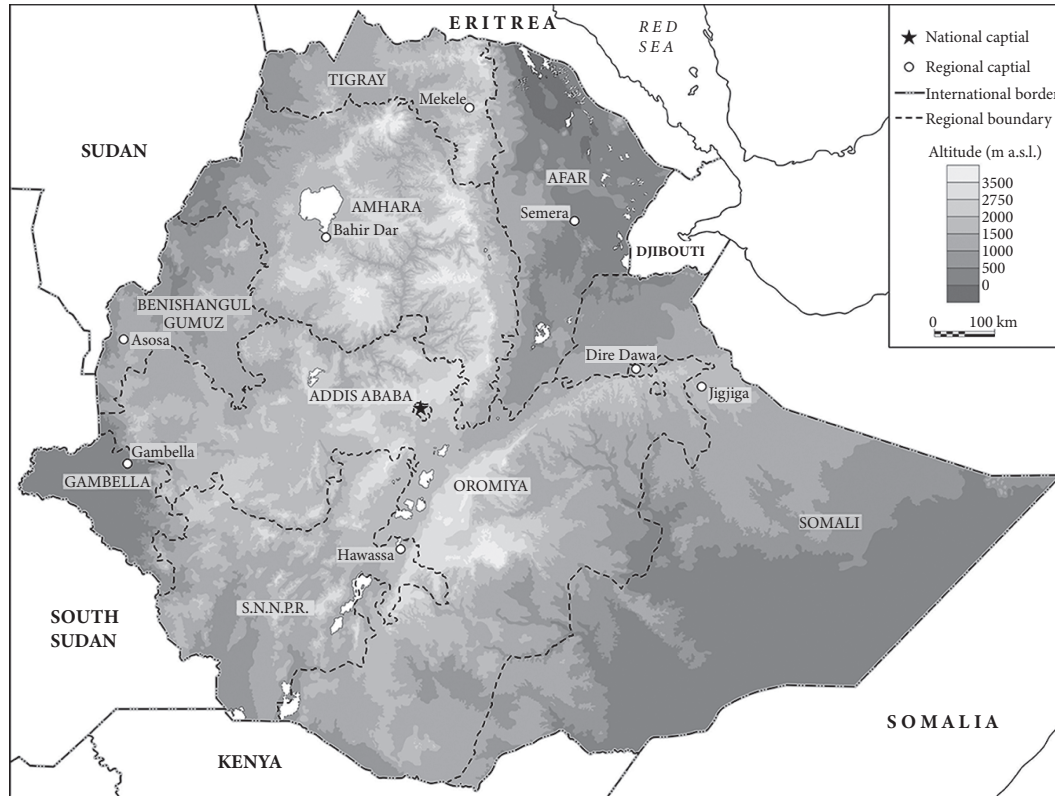 ERITREA
RED
SEA
National captial
Regional captial
International border
Regional boundary
Altitude (m a.s.l.)
3500
2750
2000
1500
1000
500
0
0 100 km
TIGRAY
Mekele
SUDAN
AFAR
Semera
AMHARA
Bahir Dar
DJIBOUTI
BENISHANGUL
GUMUZ
Asosa
Dire Dawa
Jigjiga
ADDIS ABABA
Gambella
GAMBELLA
OROMIYA
SOMALI
Hawassa
S.N.N.P.R.
SOUTH
SUDAN
SOMALIA
KENYA